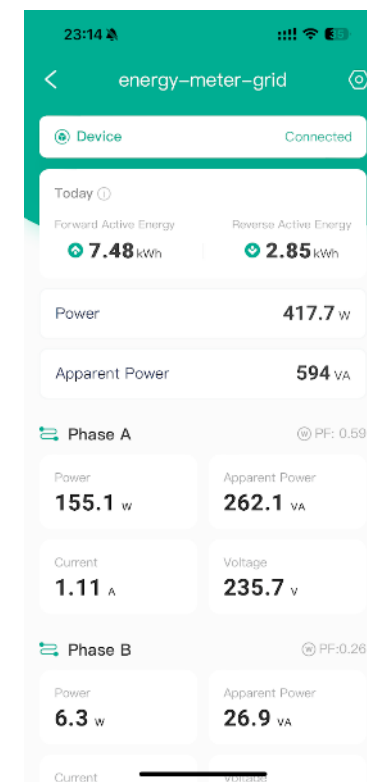 23:14
energy-meter-grid
Device Connected
Today
Forward Active Energy Reverse Active Energy
7.48 kWh 2.85 kWh
Power 417.7 w
Apparent Power 594 VA
Phase A PF: 0.59
Power Apparent Power
155.1 w 262.1 VA
Current Voltage
1.11 A 235.7 v
Phase B PF:0.26
Power Apparent Power
6.3 w 26.9 VA
Current Voltage